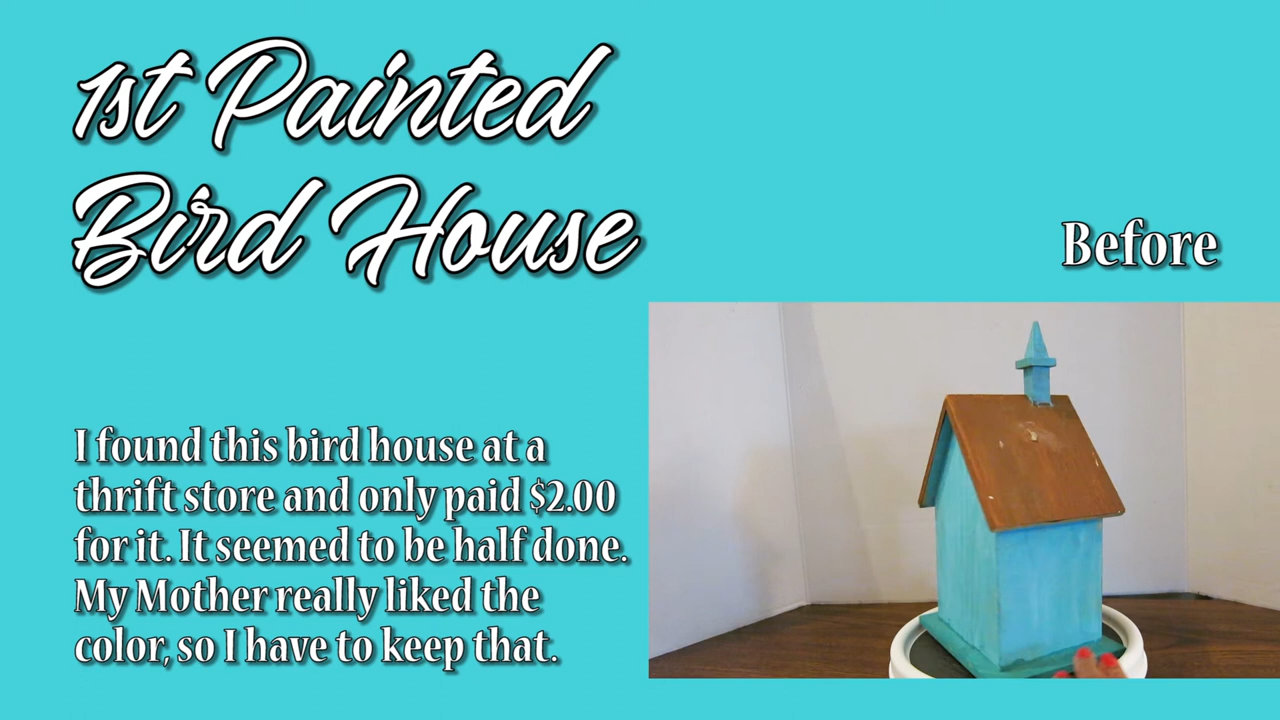 1st Painted
Bird House
Before
I found this bird house at a
thrift store and only paid $2.00
for it. It seemed to be half done.
My Mother really liked the
color, so I have to keep that.